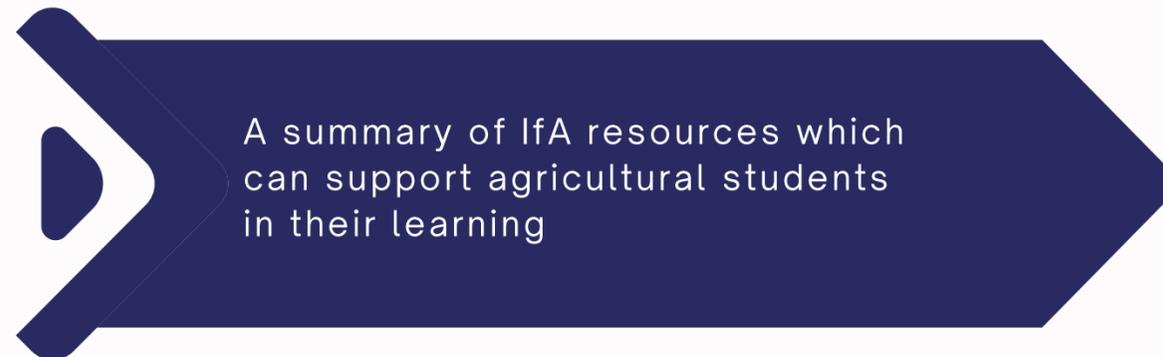 A summary of IfA resources which
can support agricultural students
in their learning